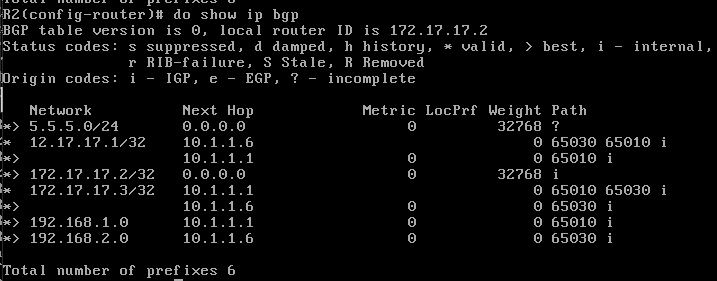 R2(config-router)# do show ip bgp
BGP table version is 0, local router ID is 172.17.17.2
Status codes: s suppressed, d damped, h history, * valid, > best, i - internal,
              r RIB-failure, S Stale, R Removed
Origin codes: i - IGP, e - EGP, ? - incomplete

   Network          Next Hop            Metric LocPrf Weight Path
*> 5.5.5.0/24       0.0.0.0                  0         32768 ?
*  12.17.17.1/32    10.1.1.6                               0 65030 65010 i
*>                  10.1.1.1                 0             0 65010 i
*> 172.17.17.2/32   0.0.0.0                  0         32768 i
*  172.17.17.3/32   10.1.1.1                               0 65010 65030 i
*>                  10.1.1.6                 0             0 65030 i
*> 192.168.1.0      10.1.1.1                 0             0 65010 i
*> 192.168.2.0      10.1.1.6                 0             0 65030 i

Total number of prefixes 6